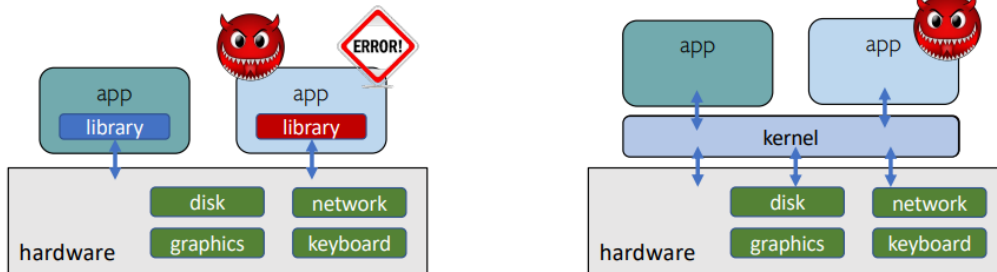 ERROR!
app
library
app
library
disk
network
hardware
graphics
keyboard
app
app
kernel
disk
network
hardware
graphics
keyboard